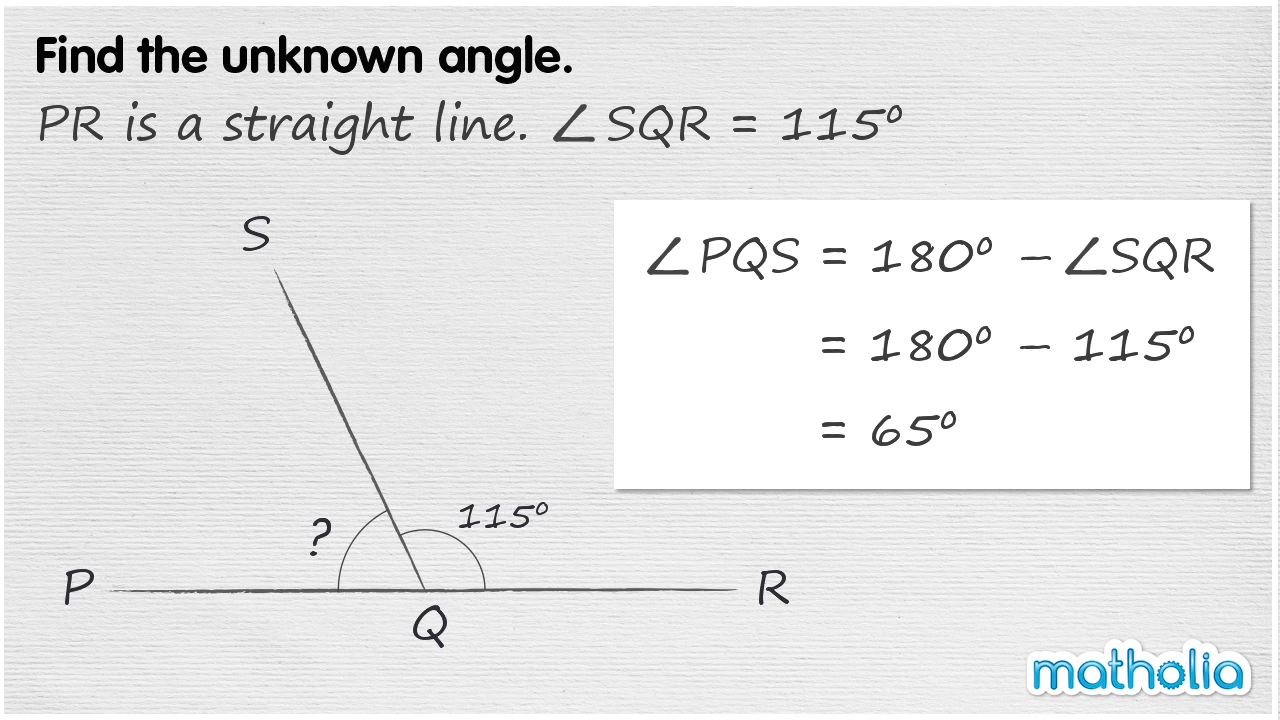 Find the unknown angle.
PR is a straight line. ∠SQR = 115°
S
∠PQS = 180° – ∠SQR
= 180° – 115°
= 65°
? 115°
P R
Q
matholia